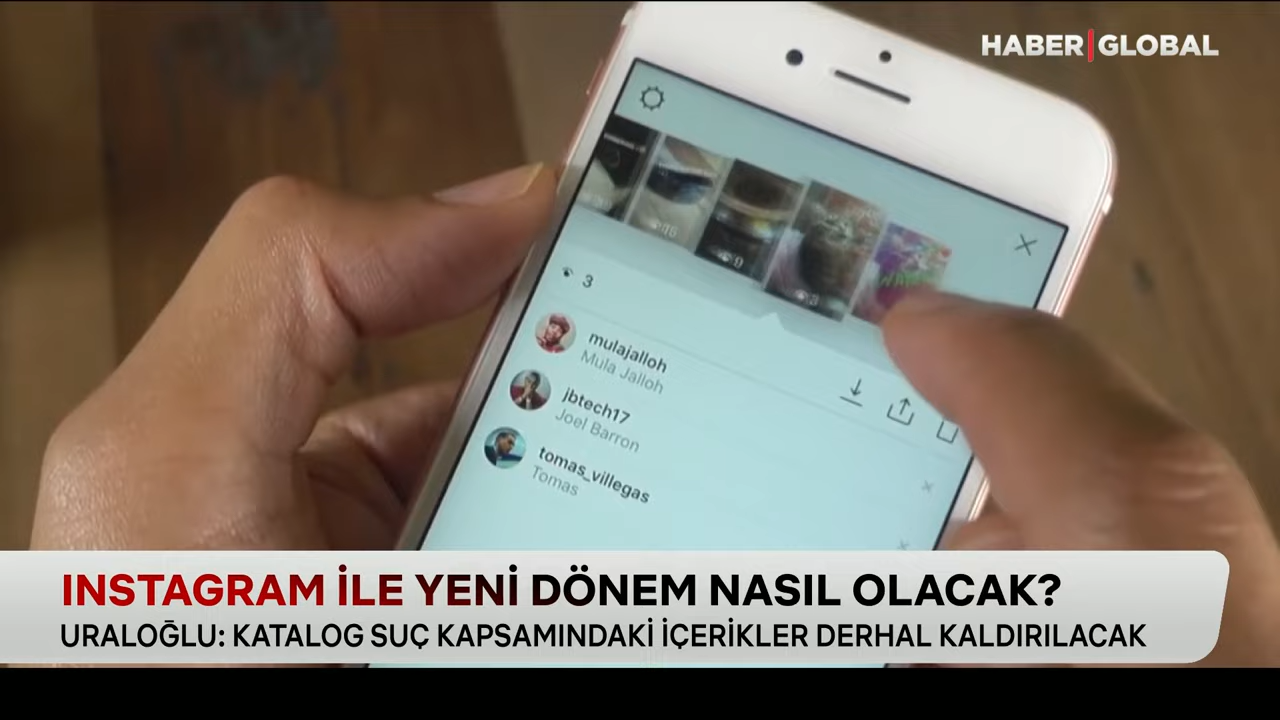 HABER GLOBAL
3
mulajalloh
Mula Jalloh
jbtech17
Joel Barron
tomas_villegas
Tomas
INSTAGRAM İLE YENİ DÖNEM NASIL OLACAK?
URALOĞLU: KATALOG SUÇ KAPSAMINDAKİ İÇERİKLER DERHAL KALDIRILACAK